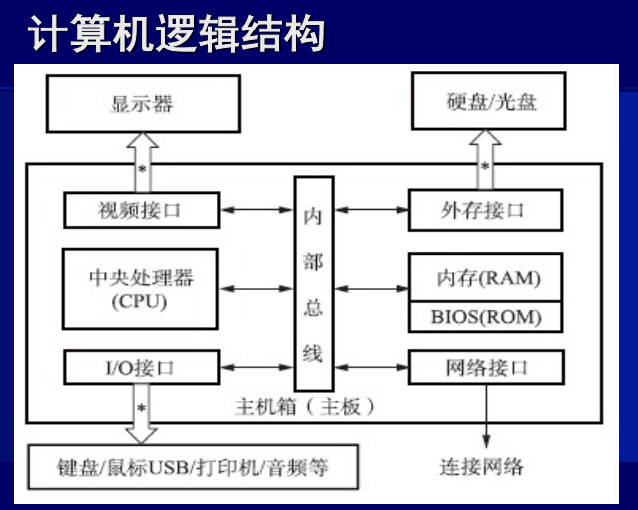 计算机逻辑结构
显示器
硬盘/光盘
*
*
视频接口
内部总线
外存接口
中央处理器
(CPU)
内存(RAM)
BIOS(ROM)
I/O接口
网络接口
*
主机箱（主板）
键盘/鼠标USB/打印机/音频等
连接网络